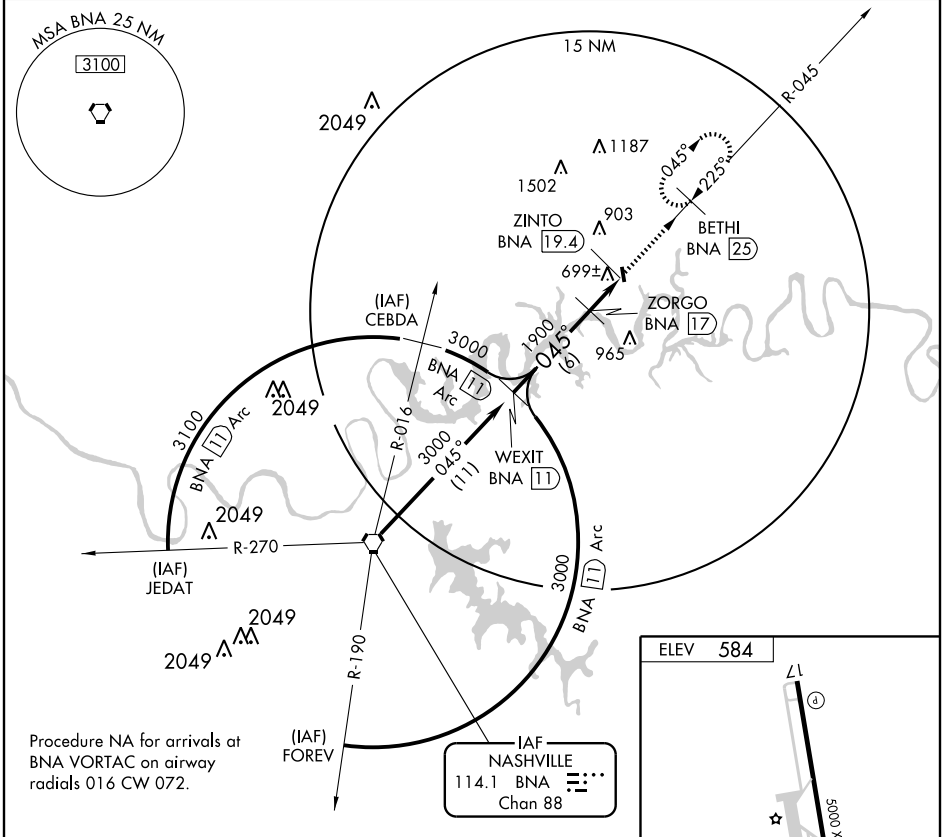 MSA BNA 25 NM
3100
15 NM
R-045
2049
1187
1502
045°
225°
903
ZINTO
BNA 19.4
BETHI
BNA 25
699±
(IAF)
CEBDA
ZORGO
BNA 17
1900
045°
(6)
965
3000
BNA 11
Arc
2049
3100
BNA 11 Arc
R-016
3000
045°
(11)
WEXIT
BNA 11
2049
R-270
(IAF)
JEDAT
3000
BNA 11 Arc
2049
2049
R-190
ELEV 584
17
P
5000 X
Procedure NA for arrivals at
BNA VORTAC on airway
radials 016 CW 072.
(IAF)
FOREV
IAF
NASHVILLE
114.1 BNA
Chan 88